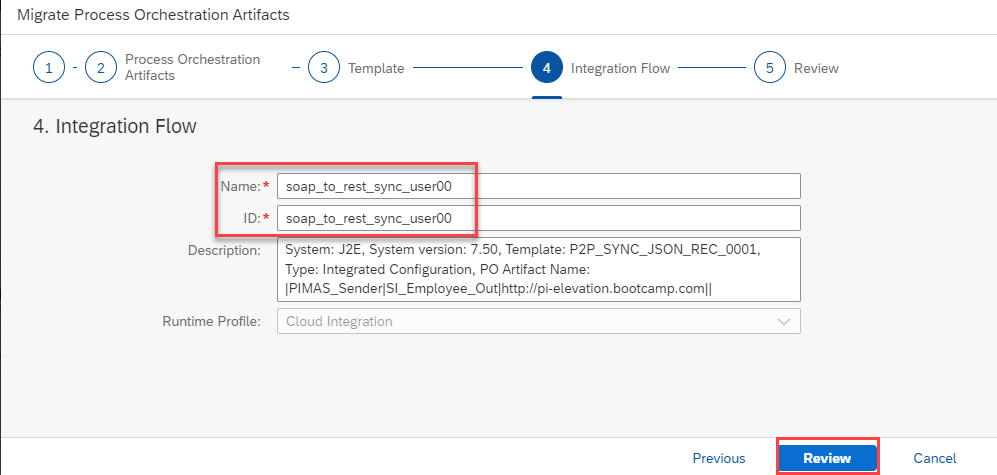 Migrate Process Orchestration Artifacts
1 - 2 Process Orchestration Artifacts - 3 Template 4 Integration Flow 5 Review
4. Integration Flow
Name:* soap_to_rest_sync_user00
ID:* soap_to_rest_sync_user00
Description: System: J2E, System version: 7.50, Template: P2P_SYNC_JSON_REC_0001,
Type: Integrated Configuration, PO Artifact Name:
|PIMAS_Sender|SI_Employee_Out|http://pi-elevation.bootcamp.com||
Runtime Profile: Cloud Integration
Previous Review Cancel